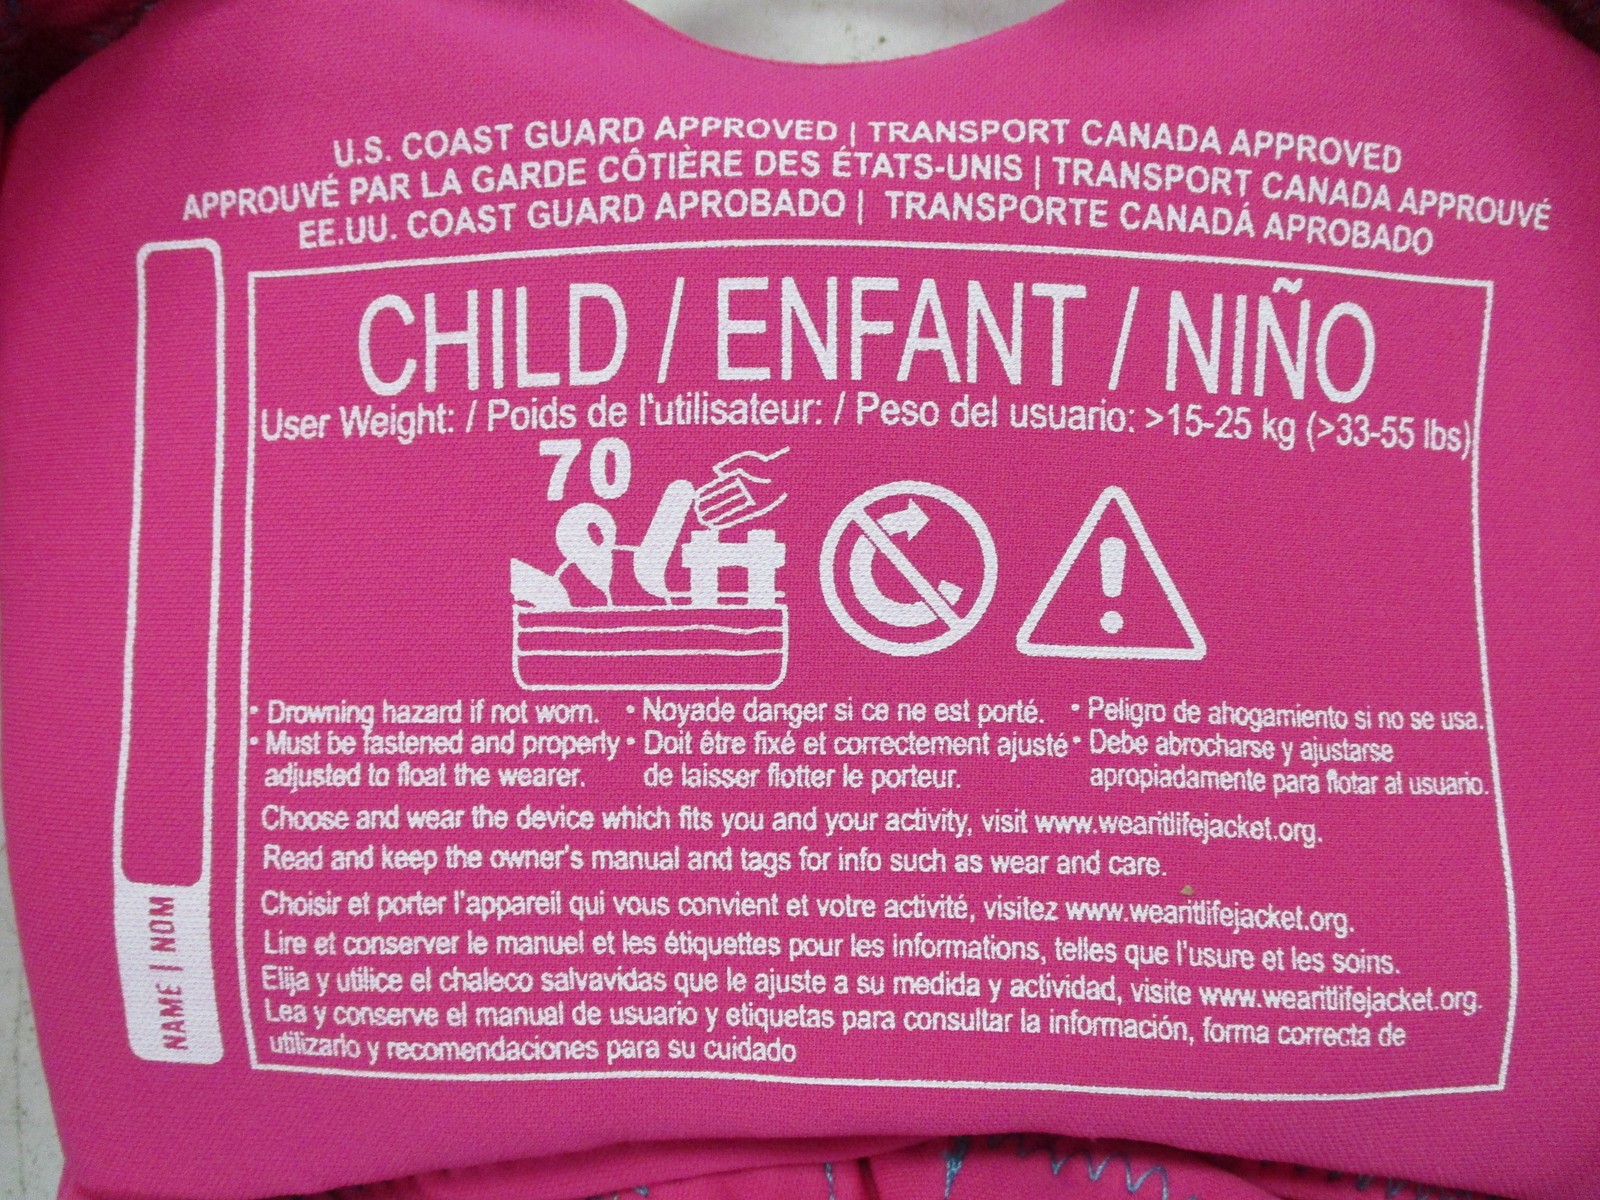 U.S. COAST GUARD APPROVED | TRANSPORT CANADA APPROVED
APPROUVÉ PAR LA GARDE CÔTIÈRE DES ÉTATS-UNIS | TRANSPORT CANADA APPROUVÉ
EE.UU. COAST GUARD APROBADO | TRANSPORTE CANADÁ APROBADO
CHILD / ENFANT / NIÑO
User Weight: / Poids de l'utilisateur: / Peso del usuario: >15-25 kg (>33-55 lbs)
70
• Drowning hazard if not worn.
• Must be fastened and properly
adjusted to float the wearer.
• Noyade danger si ce ne est porté.
• Doit être fixé et correctement ajusté
de laisser flotter le porteur.
• Peligro de ahogamiento si no se usa.
• Debe abrocharse y ajustarse
apropiadamente para flotar al usuario.
Choose and wear the device which fits you and your activity, visit www.wearitlifejacket.org.
Read and keep the owner's manual and tags for info such as wear and care.
Choisir et porter l'appareil qui vous convient et votre activité, visitez www.wearitlifejacket.org.
Lire et conserver le manuel et les étiquettes pour les informations, telles que l'usure et les soins.
Elija y utilice el chaleco salvavidas que le ajuste a su medida y actividad, visite www.wearitlifejacket.org.
Lea y conserve el manual de usuario y etiquetas para consultar la información, forma correcta de
utilizarlo y recomendaciones para su cuidado
NAME | NOM